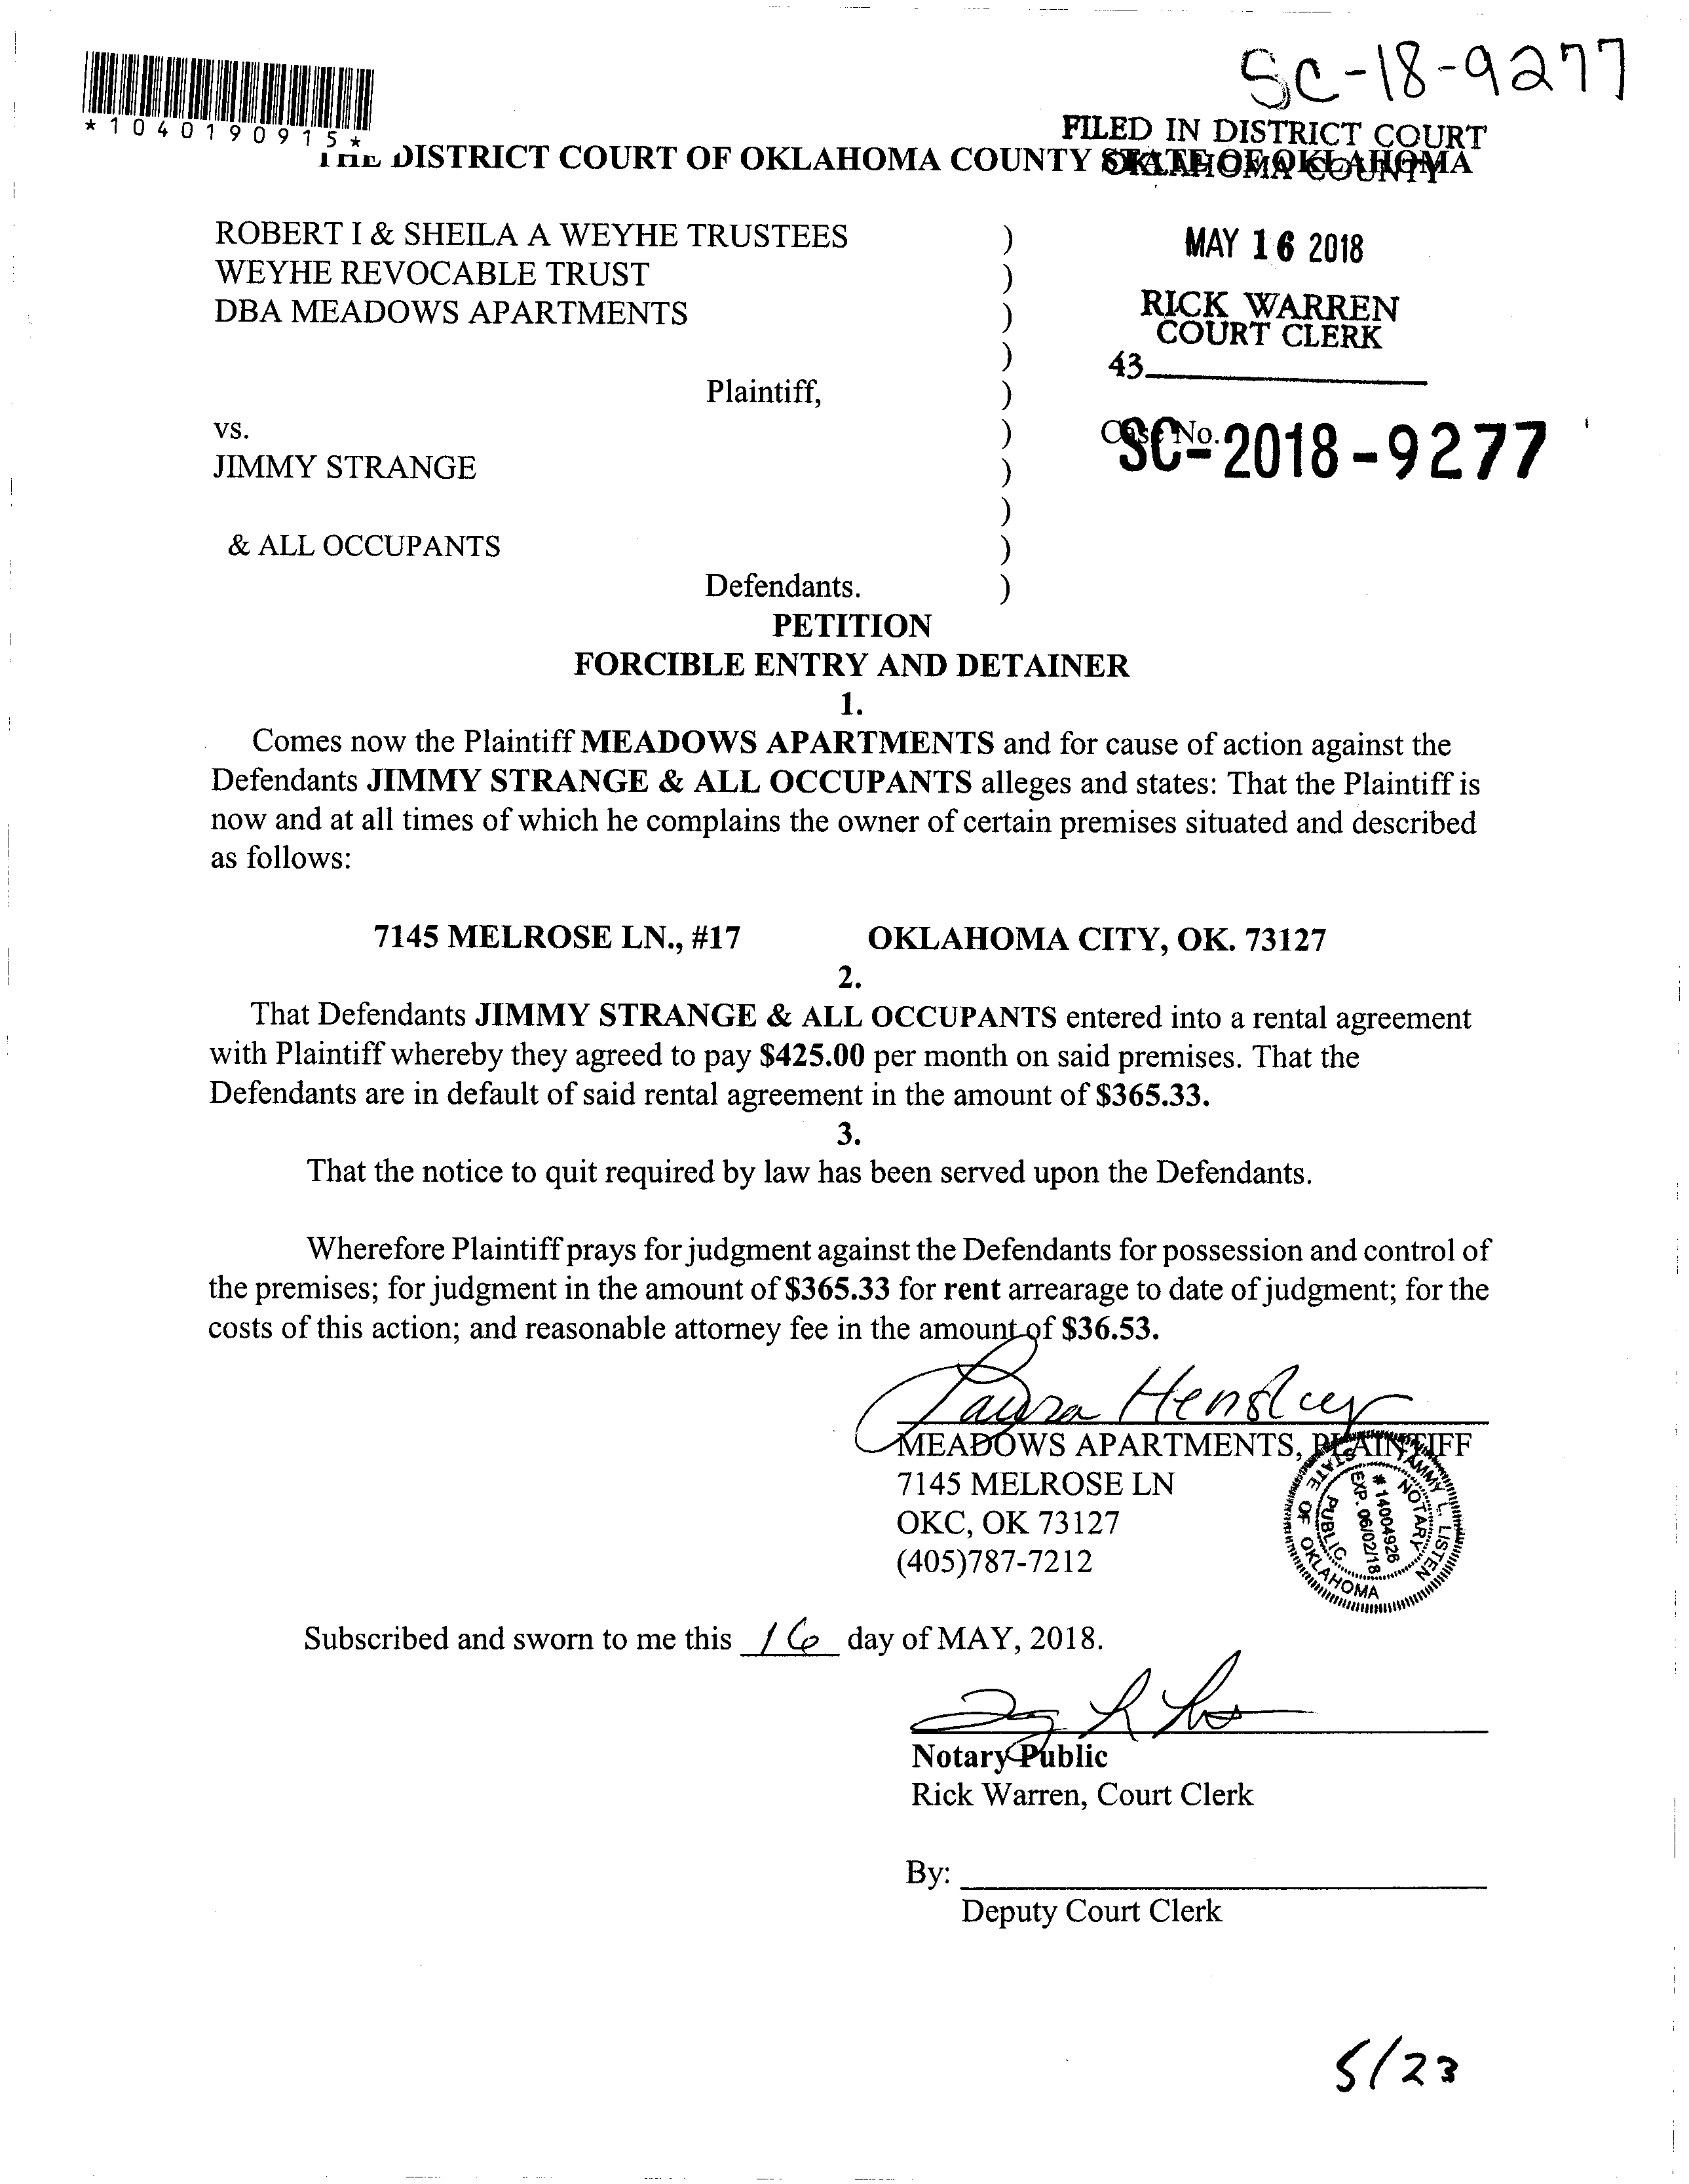 SC-18-9277
*1040190915*
FILED IN DISTRICT COURT
OKLAHOMA COUNTY
THE DISTRICT COURT OF OKLAHOMA COUNTY STATE OF OKLAHOMA
ROBERT I & SHEILA A WEYHE TRUSTEES )
WEYHE REVOCABLE TRUST )
DBA MEADOWS APARTMENTS )
)
MAY 16 2018
RICK WARREN
COURT CLERK
43
Plaintiff, )
vs. ) Case No.
SC-2018-9277
JIMMY STRANGE )
)
& ALL OCCUPANTS )
Defendants. )
PETITION
FORCIBLE ENTRY AND DETAINER
1.
Comes now the Plaintiff MEADOWS APARTMENTS and for cause of action against the
Defendants JIMMY STRANGE & ALL OCCUPANTS alleges and states: That the Plaintiff is
now and at all times of which he complains the owner of certain premises situated and described
as follows:
7145 MELROSE LN., #17 OKLAHOMA CITY, OK. 73127
2.
That Defendants JIMMY STRANGE & ALL OCCUPANTS entered into a rental agreement
with Plaintiff whereby they agreed to pay $425.00 per month on said premises. That the
Defendants are in default of said rental agreement in the amount of $365.33.
3.
That the notice to quit required by law has been served upon the Defendants.
Wherefore Plaintiff prays for judgment against the Defendants for possession and control of
the premises; for judgment in the amount of $365.33 for rent arrearage to date of judgment; for the
costs of this action; and reasonable attorney fee in the amount of $36.53.
Laura
MEADOWS APARTMENTS, PLAINTIFF
7145 MELROSE LN
OKC, OK 73127
(405)787-7212
TAMMY L. LISTEN
NOTARY
# 14004926
EXP. 06/02/18
PUBLIC
STATE OF OKLAHOMA
Subscribed and sworn to me this 16 day of MAY, 2018.
Notary Public
Rick Warren, Court Clerk
By:
Deputy Court Clerk
5/23